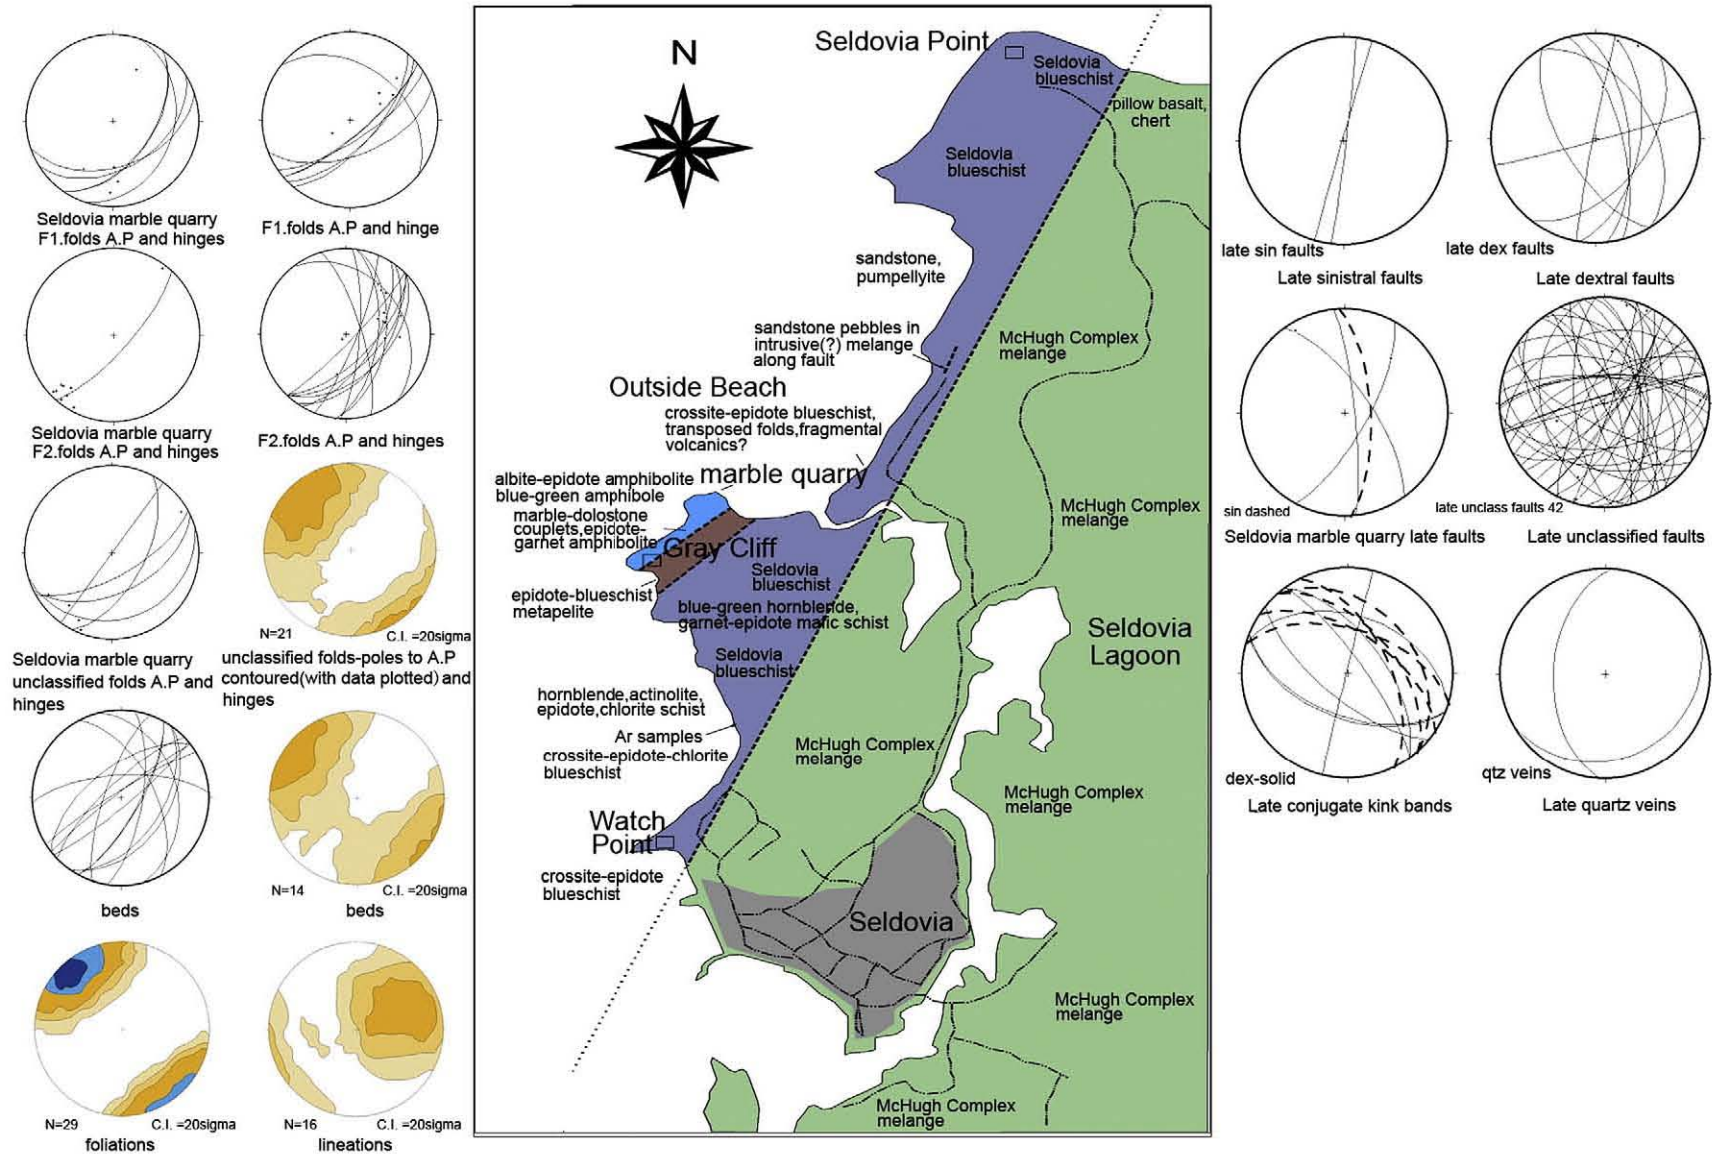 Seldovia marble quarry
F1.folds A.P and hinges
F1.folds A.P and hinge
Seldovia marble quarry
F2.folds A.P and hinges
F2.folds A.P and hinges
Seldovia marble quarry
unclassified folds A.P and
hinges
N=21
C.I. =20sigma
unclassified folds-poles to A.P
contoured(with data plotted) and
hinges
beds
N=14
C.I. =20sigma
beds
N=29
C.I. =20sigma
foliations
N=16
C.I. =20sigma
lineations
N
Seldovia Point
Seldovia
blueschist
pillow basalt,
chert
Seldovia
blueschist
sandstone,
pumpellyite
sandstone pebbles in
intrusive(?) melange
along fault
McHugh Complex
melange
Outside Beach
crossite-epidote blueschist,
transposed folds,fragmental
volcanics?
marble quarry
albite-epidote amphibolite
blue-green amphibole
marble-dolostone
couplets,epidote-
garnet amphibolite
Gray Cliff
McHugh Complex
melange
Seldovia
blueschist
epidote-blueschist
metapelite
blue-green hornblende,
garnet-epidote mafic schist
Seldovia
Lagoon
Seldovia
blueschist
hornblende,actinolite,
epidote,chlorite schist
Ar samples
crossite-epidote-chlorite
blueschist
McHugh Complex
melange
McHugh Complex
melange
Watch
Point
crossite-epidote
blueschist
Seldovia
McHugh Complex
melange
McHugh Complex
melange
late sin faults
Late sinistral faults
late dex faults
Late dextral faults
sin dashed
Seldovia marble quarry late faults
late unclass faults 42
Late unclassified faults
dex-solid
Late conjugate kink bands
qtz veins
Late quartz veins